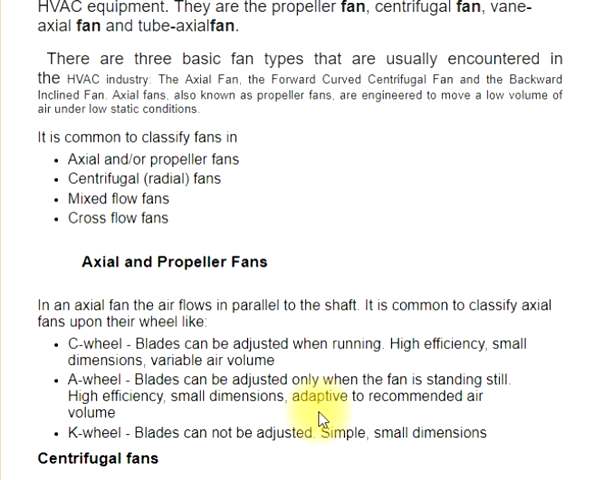 HVAC equipment. They are the propeller fan, centrifugal fan, vane-
axial fan and tube-axialfan.
There are three basic fan types that are usually encountered in
the HVAC industry: The Axial Fan, the Forward Curved Centrifugal Fan and the Backward
Inclined Fan. Axial fans, also known as propeller fans, are engineered to move a low volume of
air under low static conditions.
It is common to classify fans in
• Axial and/or propeller fans
• Centrifugal (radial) fans
• Mixed flow fans
• Cross flow fans
Axial and Propeller Fans
In an axial fan the air flows in parallel to the shaft. It is common to classify axial
fans upon their wheel like:
• C-wheel - Blades can be adjusted when running. High efficiency, small
dimensions, variable air volume
• A-wheel - Blades can be adjusted only when the fan is standing still.
High efficiency, small dimensions, adaptive to recommended air
volume
• K-wheel - Blades can not be adjusted. Simple, small dimensions
Centrifugal fans